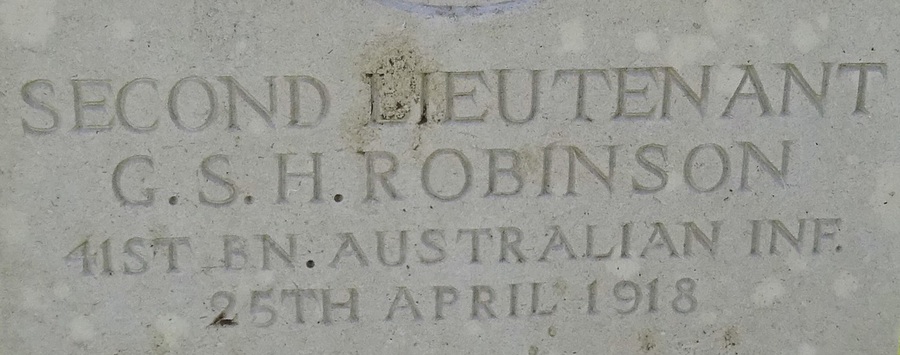 SECOND LIEUTENANT
G.S.H.ROBINSON
41ST BN.AUSTRALIAN INF.
25TH APRIL 1918